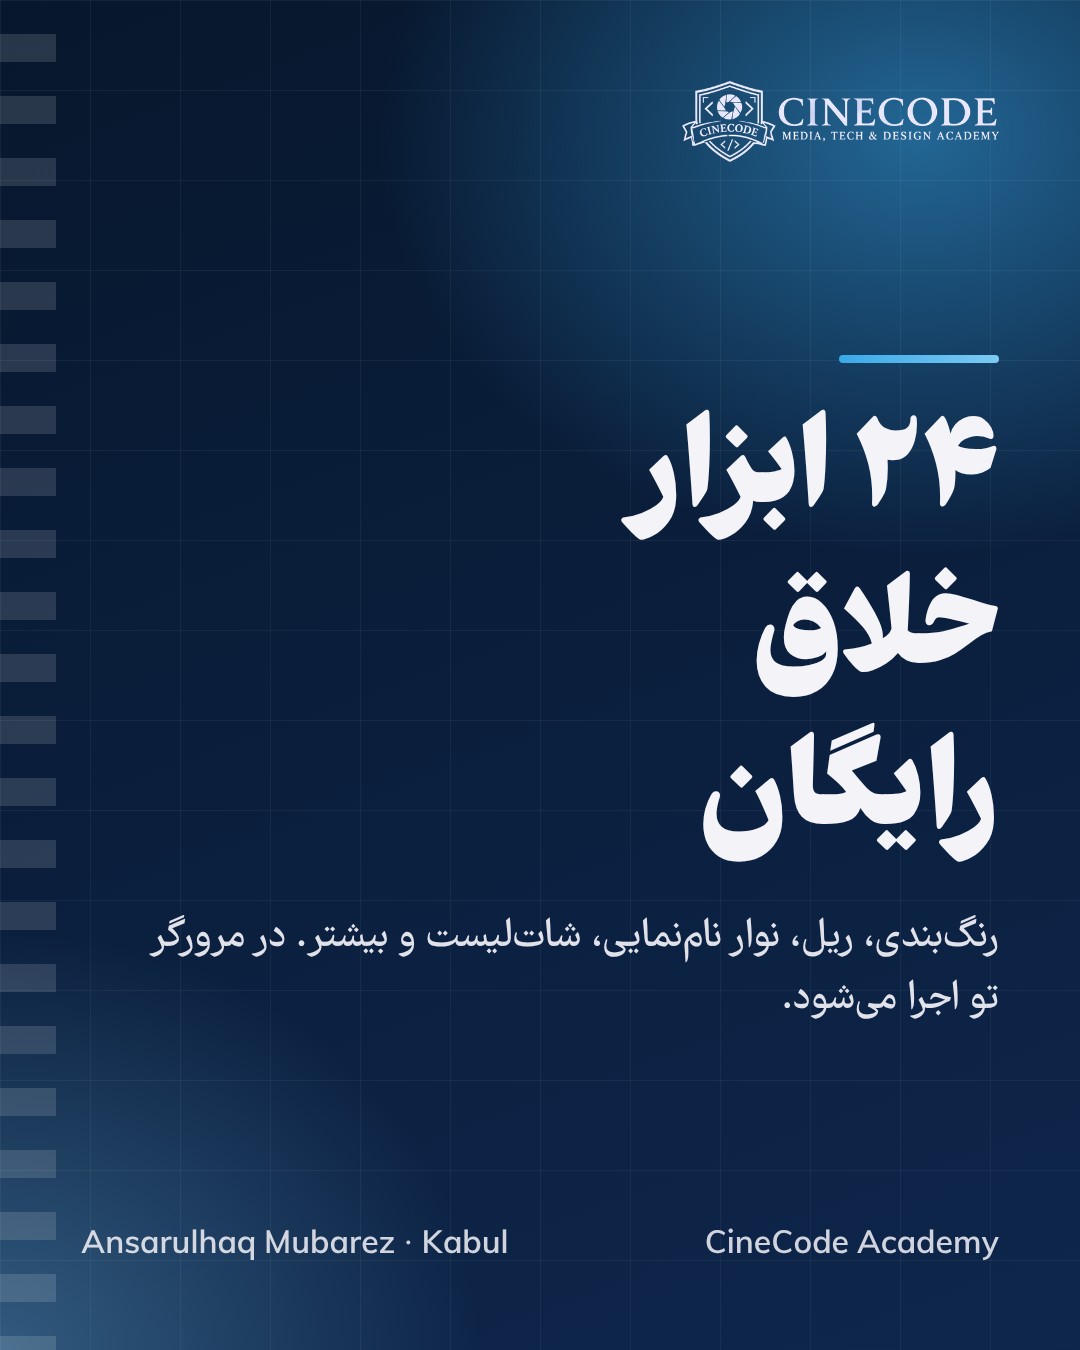 CINECODE
CINECODE
MEDIA, TECH & DESIGN ACADEMY
۲۴ ابزار
خلاق
رایگان
رنگ‌بندی، ریل، نوار نام‌نمایی، شات‌لیست و بیشتر. در مرورگر
تو اجرا می‌شود.
Ansarulhaq Mubarez · Kabul
CineCode Academy